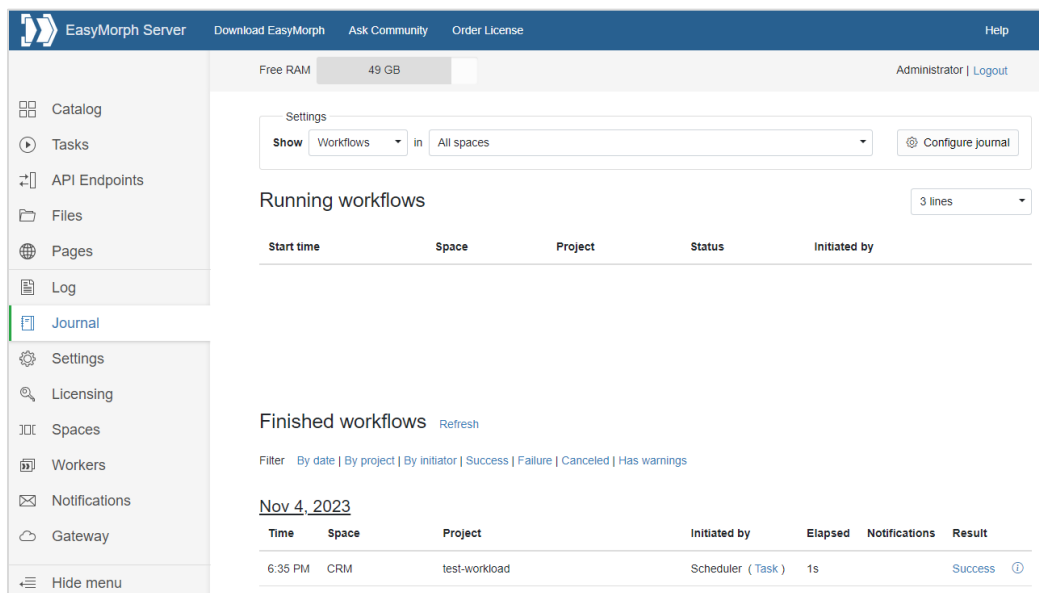 EasyMorph Server Download EasyMorph Ask Community Order License Help
Free RAM 49 GB Administrator | Logout
Catalog
Tasks
API Endpoints
Files
Pages
Log
Journal
Settings
Licensing
Spaces
Workers
Notifications
Gateway
Hide menu
Settings
Show Workflows in All spaces Configure journal
Running workflows 3 lines
Start time Space Project Status Initiated by
Finished workflows Refresh
Filter By date | By project | By initiator | Success | Failure | Canceled | Has warnings
Nov 4, 2023
Time Space Project Initiated by Elapsed Notifications Result
6:35 PM CRM test-workload Scheduler ( Task ) 1s Success